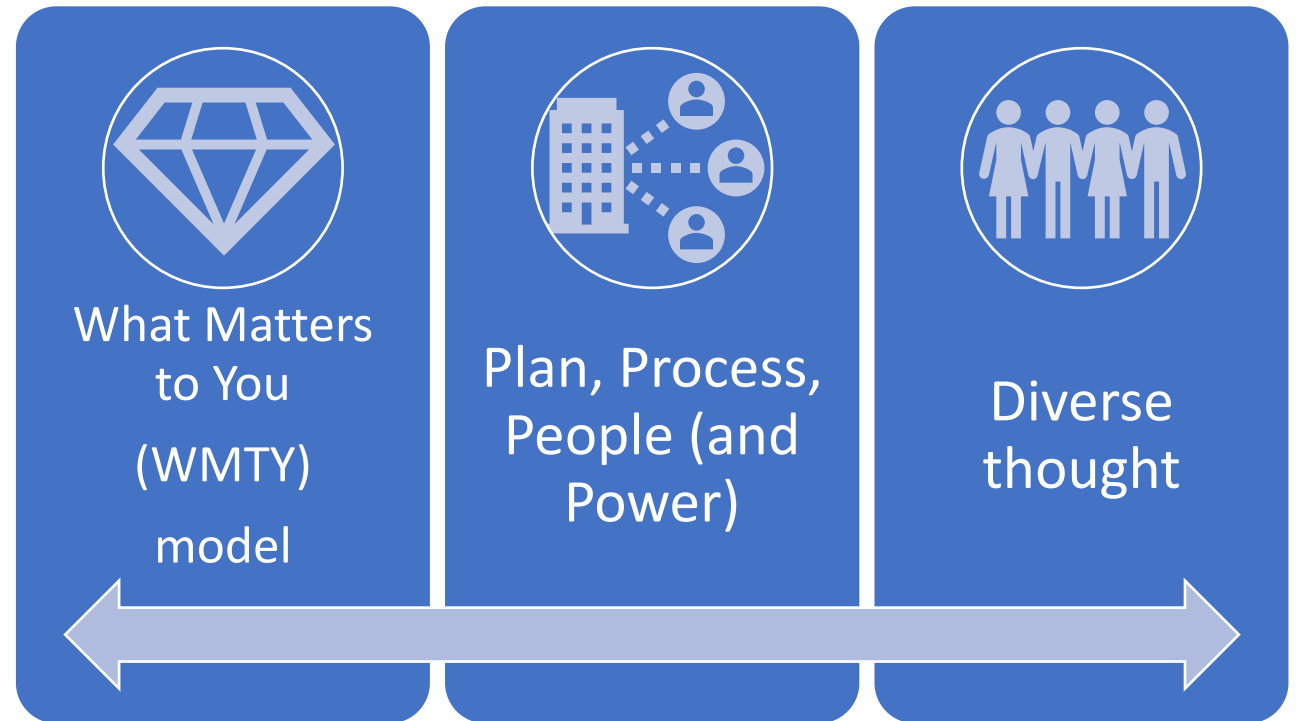 What Matters
to You
(WMTY)
model
Plan, Process,
People (and
Power)
Diverse
thought